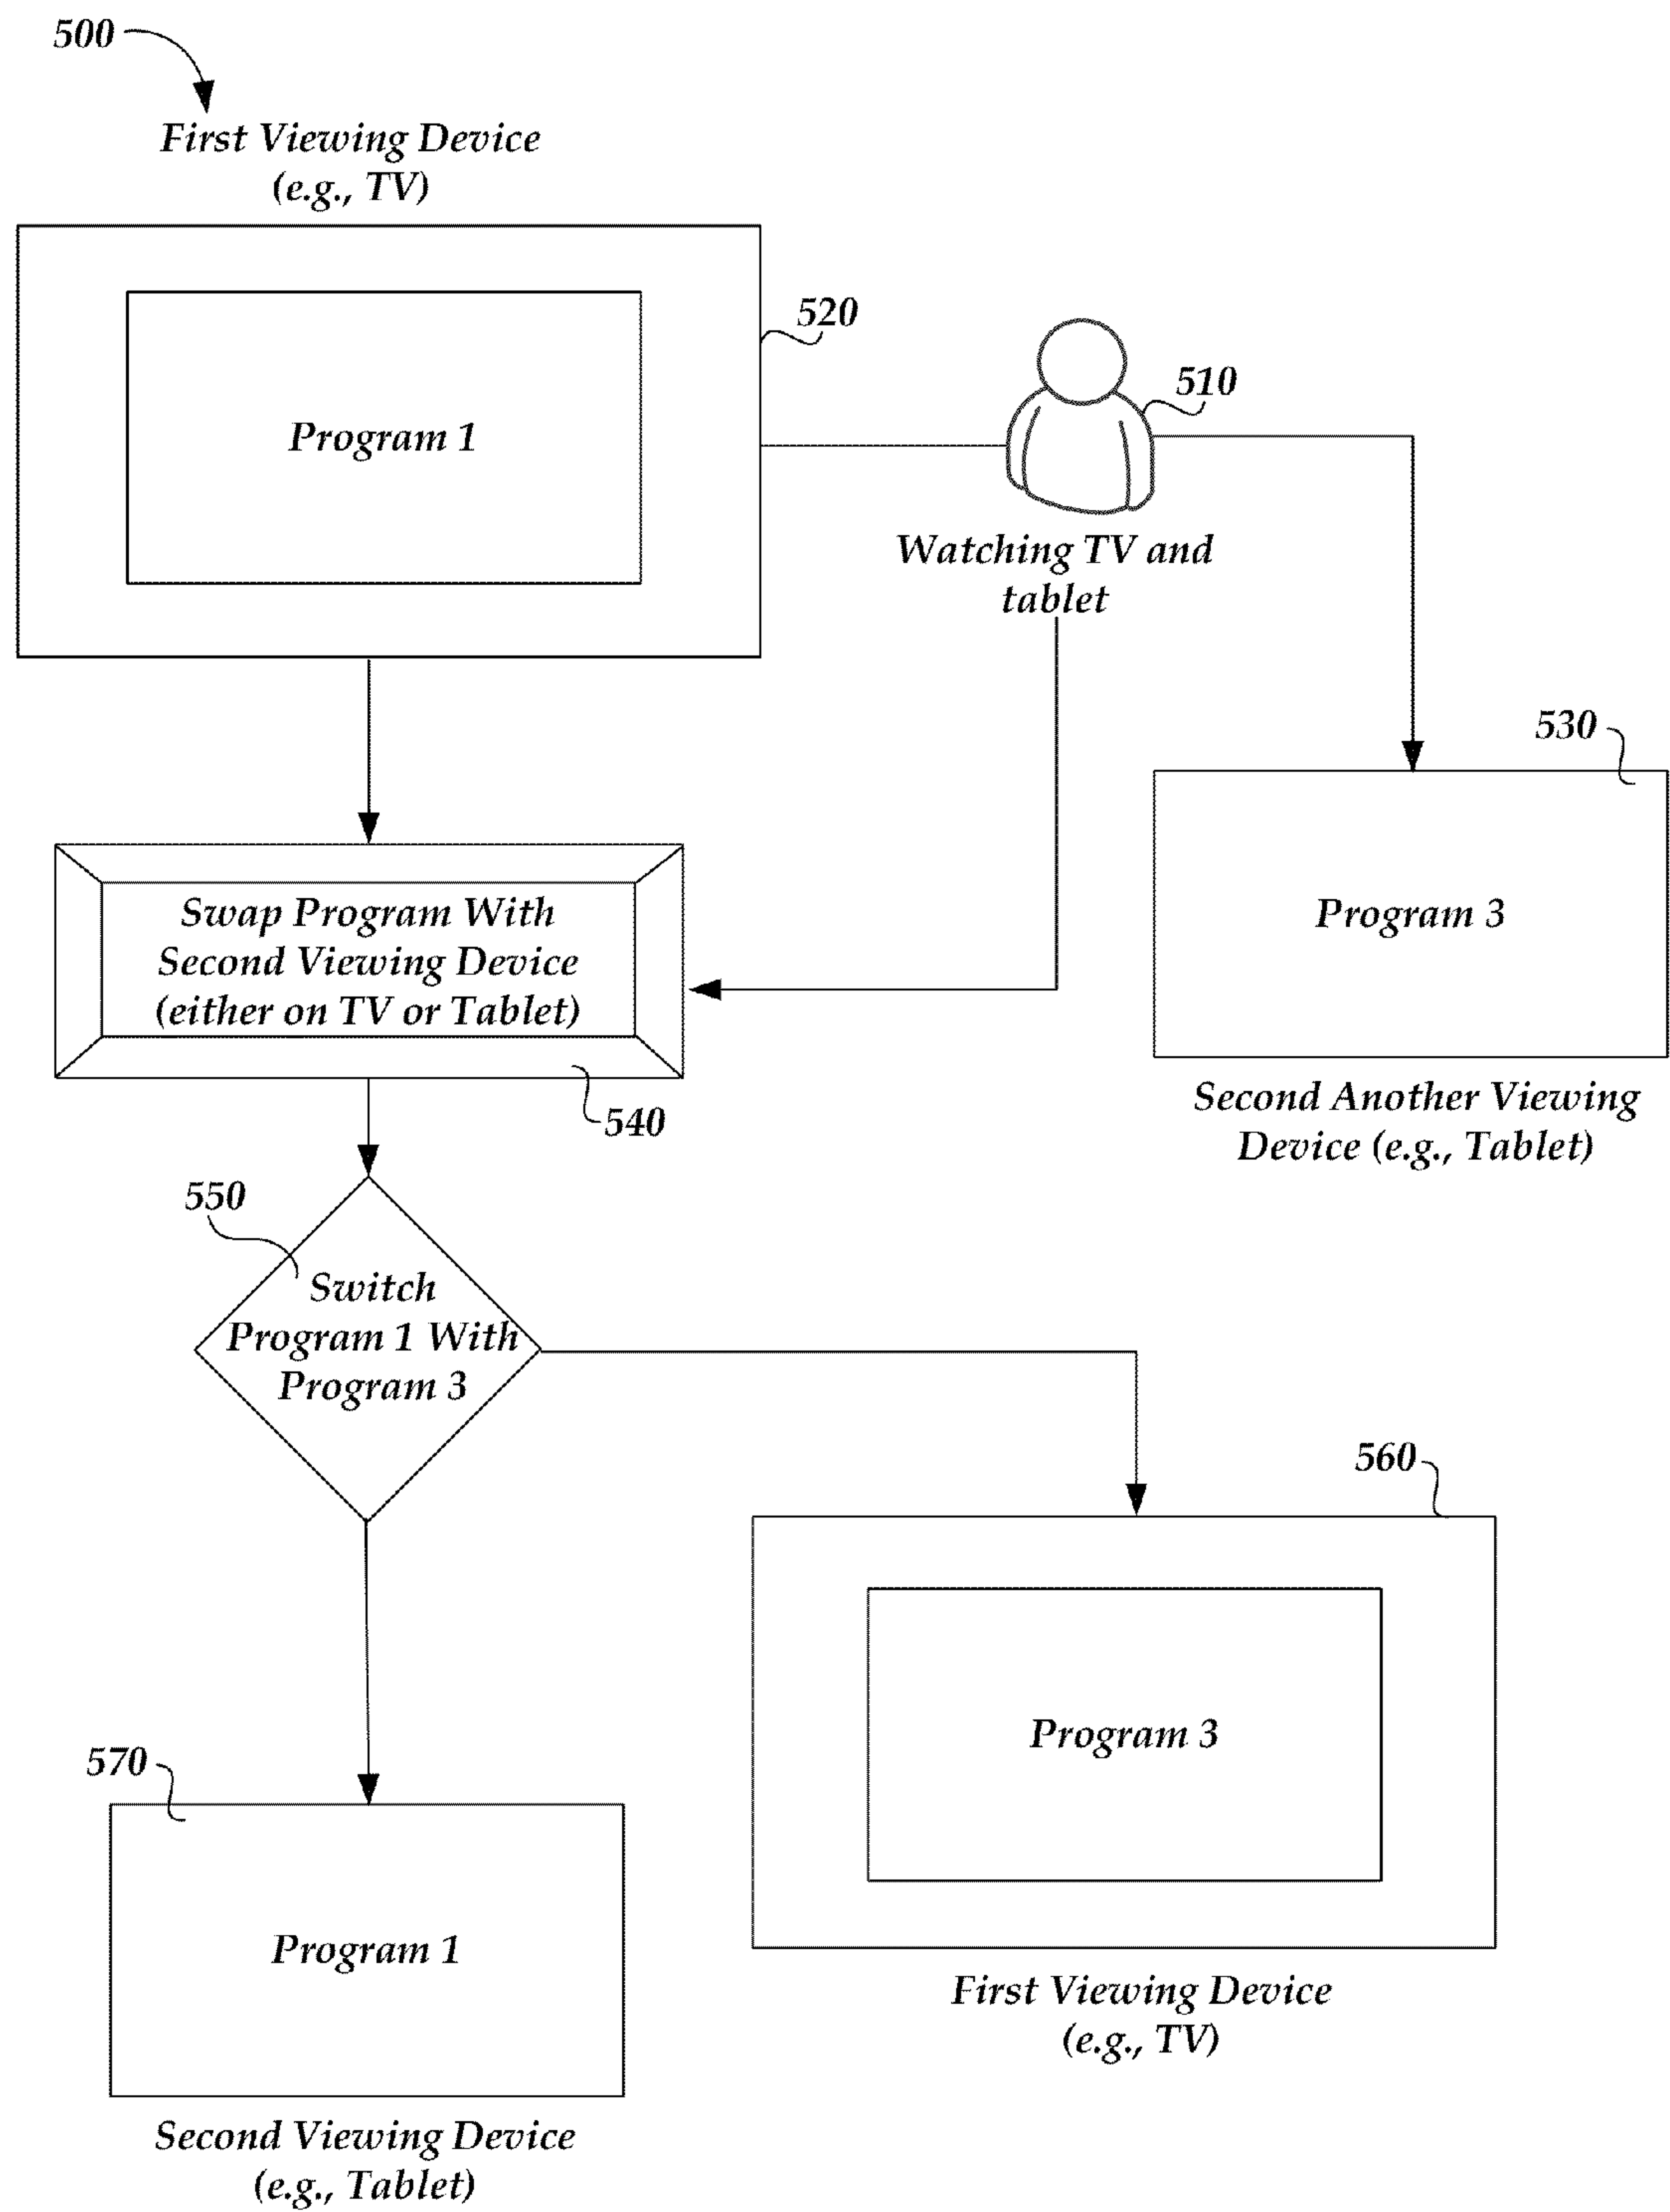 500
First Viewing Device
(e.g., TV)
Program 1
520
510
Watching TV and
tablet
530
Program 3
Second Another Viewing
Device (e.g., Tablet)
Swap Program With
Second Viewing Device
(either on TV or Tablet)
540
550
Switch
Program 1 With
Program 3
560
Program 3
First Viewing Device
(e.g., TV)
570
Program 1
Second Viewing Device
(e.g., Tablet)